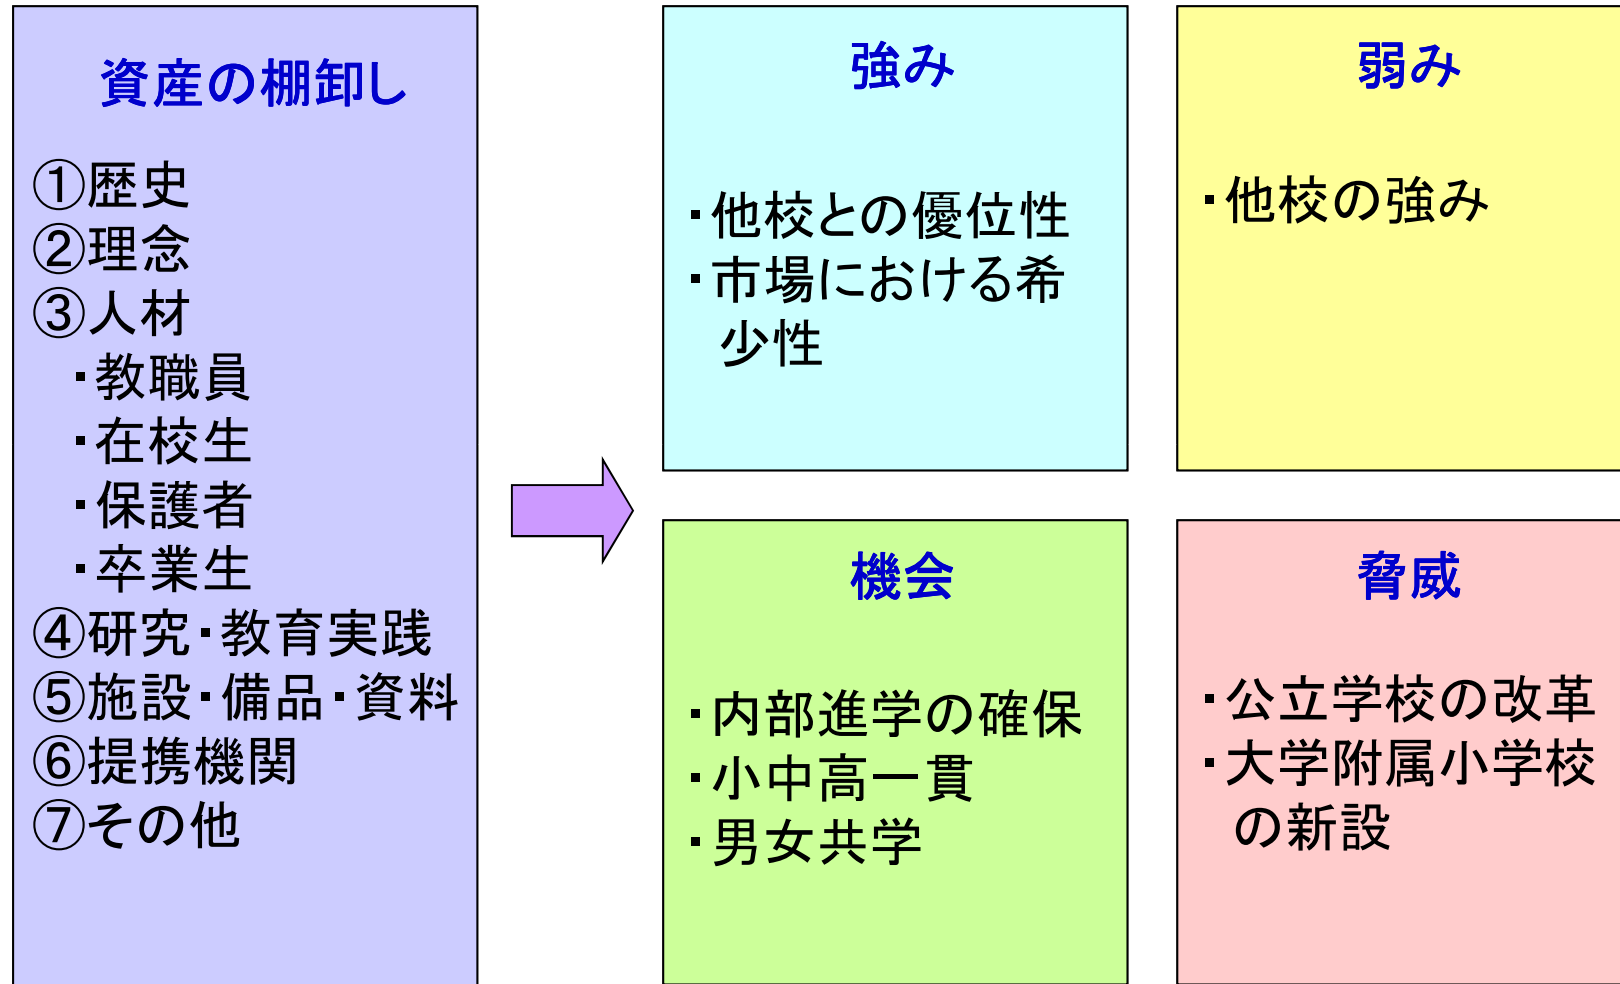 資産の棚卸し
①歴史
②理念
③人材
・教職員
・在校生
・保護者
・卒業生
④研究・教育実践
⑤施設・備品・資料
⑥提携機関
⑦その他
強み
・他校との優位性
・市場における希
少性
弱み
・他校の強み
機会
・内部進学の確保
・小中高一貫
・男女共学
脅威
・公立学校の改革
・大学附属小学校
の新設